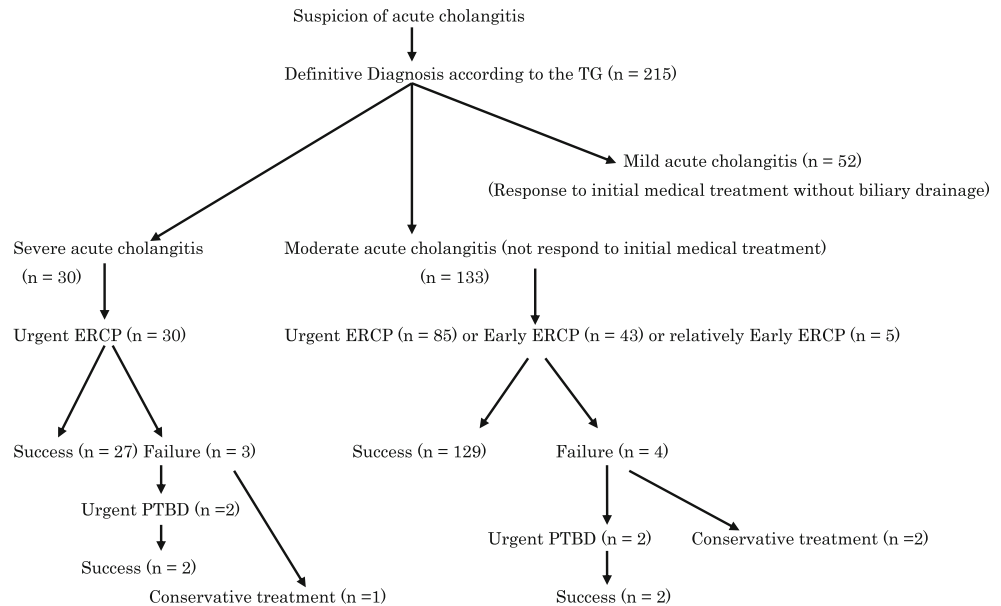 Suspicion of acute cholangitis
Definitive Diagnosis according to the TG (n = 215)
Mild acute cholangitis (n = 52)
(Response to initial medical treatment without biliary drainage)
Severe acute cholangitis
(n = 30)
Moderate acute cholangitis (not respond to initial medical treatment)
(n = 133)
Urgent ERCP (n = 30)
Urgent ERCP (n = 85) or Early ERCP (n = 43) or relatively Early ERCP (n = 5)
Success (n = 27) Failure (n = 3)
Success (n = 129)
Failure (n = 4)
Urgent PTBD (n =2)
Success (n = 2)
Conservative treatment (n =1)
Urgent PTBD (n = 2)
Conservative treatment (n =2)
Success (n = 2)